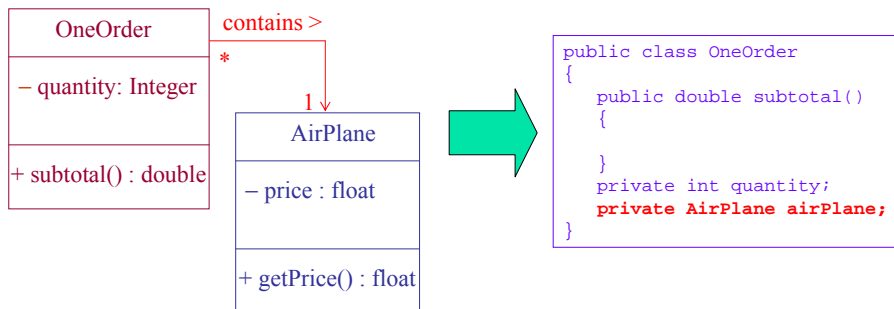 OneOrder
contains >
*
– quantity: Integer
1
+ subtotal() : double
AirPlane
– price : float
+ getPrice() : float
public class OneOrder
{
public double subtotal()
{
}
private int quantity;
private AirPlane airPlane;
}